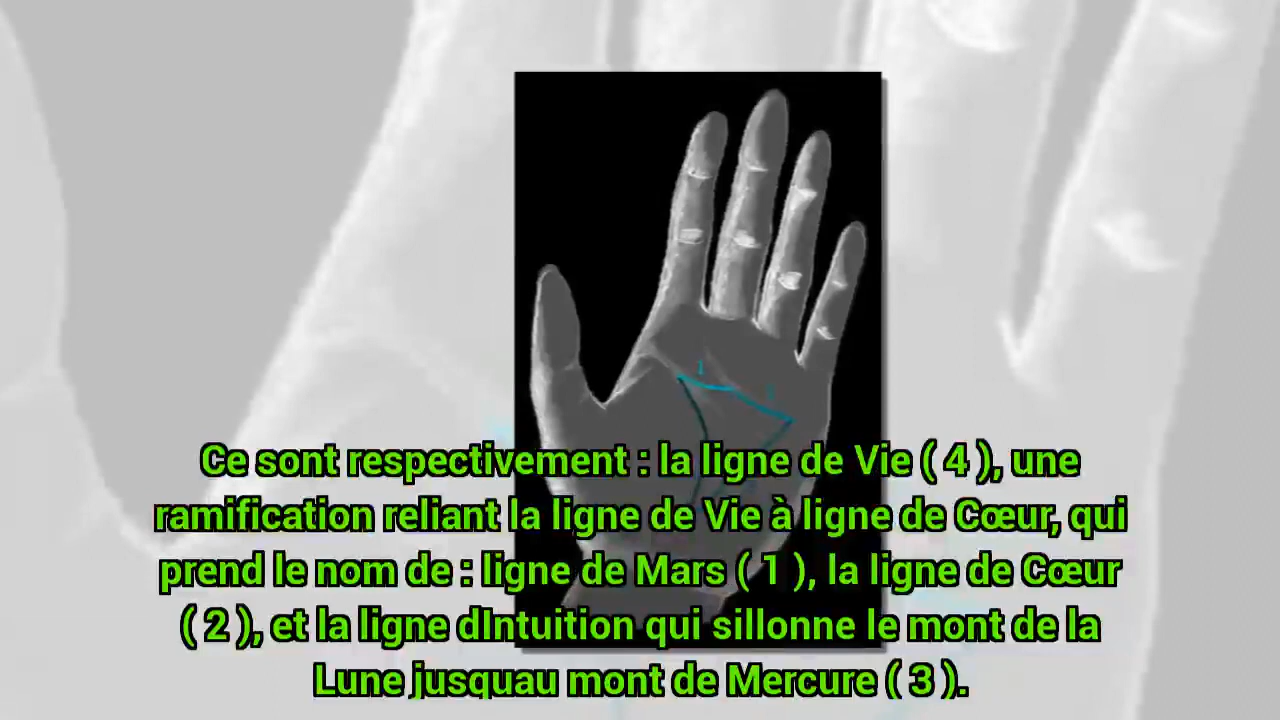 1
Ce sont respectivement : la ligne de Vie ( 4 ), une
ramification reliant la ligne de Vie à ligne de Cœur, qui
prend le nom de : ligne de Mars ( 1 ), la ligne de Cœur
( 2 ), et la ligne dIntuition qui sillonne le mont de la
Lune jusquau mont de Mercure ( 3 ).